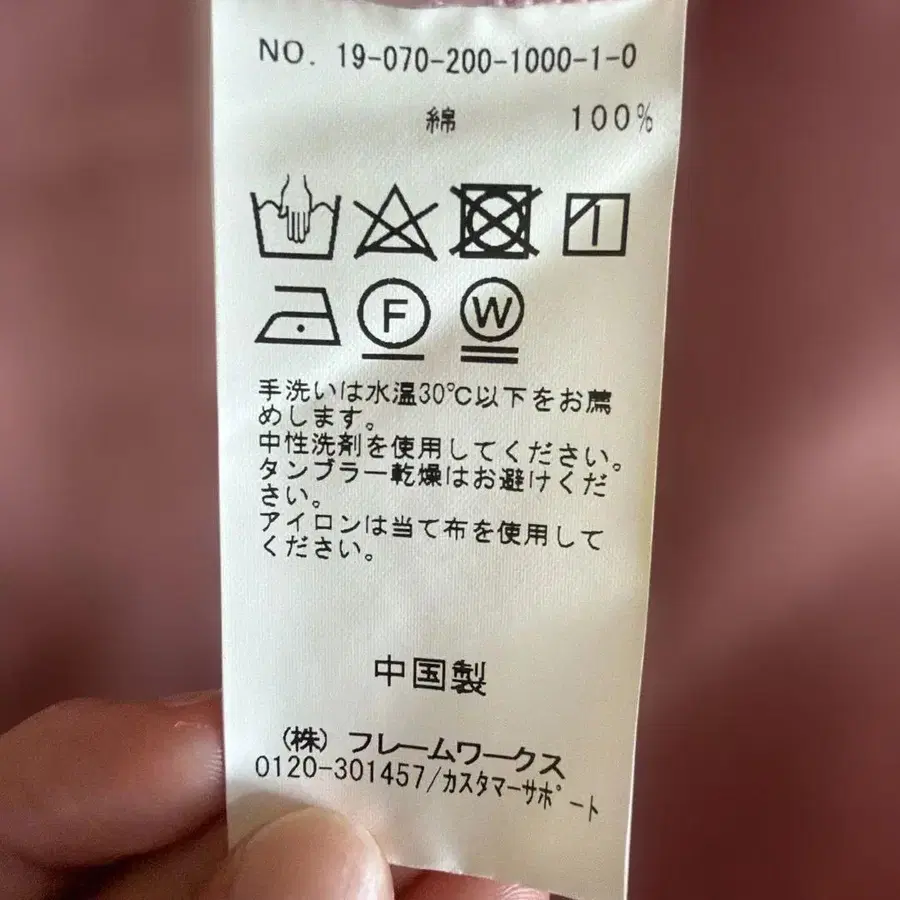 NO. 19-070-200-1000-1-0
綿 100%
F W
手洗いは水温30℃以下をお薦
めします。
中性洗剤を使用してください。
タンブラー乾燥はお避けくだ
さい。
アイロンは当て布を使用して
ください。
中国製
(株) フレームワークス
0120-301457/カスタマーサポート